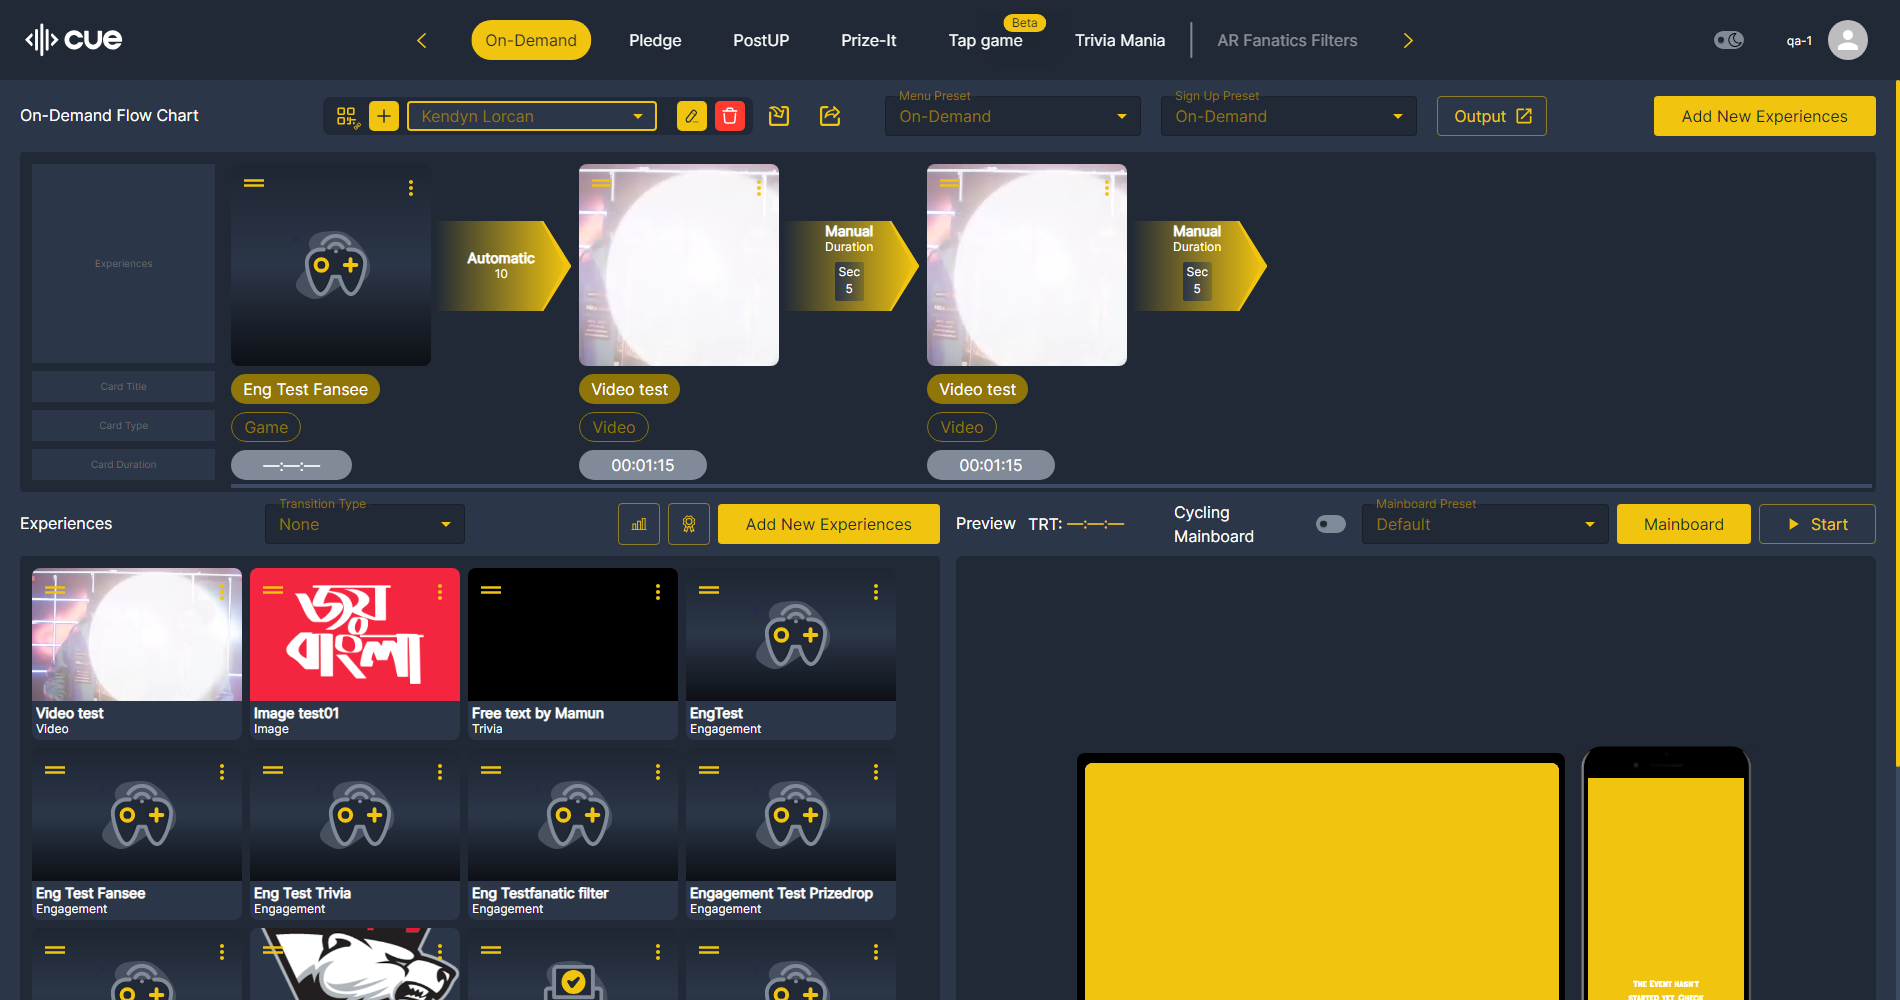 cue
On-Demand
Pledge
PostUP
Prize-It
Beta
Tap game
Trivia Mania
AR Fanatics Filters
qa-1
On-Demand Flow Chart
Kendyn Lorcan
Menu Preset
On-Demand
Sign Up Preset
On-Demand
Output
Add New Experiences
Experiences
Automatic
10
Manual
Duration
Sec
5
Manual
Duration
Sec
5
Card Title
Eng Test Fansee
Video test
Video test
Card Type
Game
Video
Video
Card Duration
—:—:—
00:01:15
00:01:15
Experiences
Transition Type
None
Add New Experiences
Preview
TRT: —:—:—
Cycling
Mainboard
Mainboard Preset
Default
Mainboard
Start
জয়
বাংলা
Video test
Video
Image test01
Image
Free text by Mamun
Trivia
EngTest
Engagement
Eng Test Fansee
Engagement
Eng Test Trivia
Engagement
Eng Testfanatic filter
Engagement
Engagement Test Prizedrop
Engagement
The Event hasn't
started yet. Check